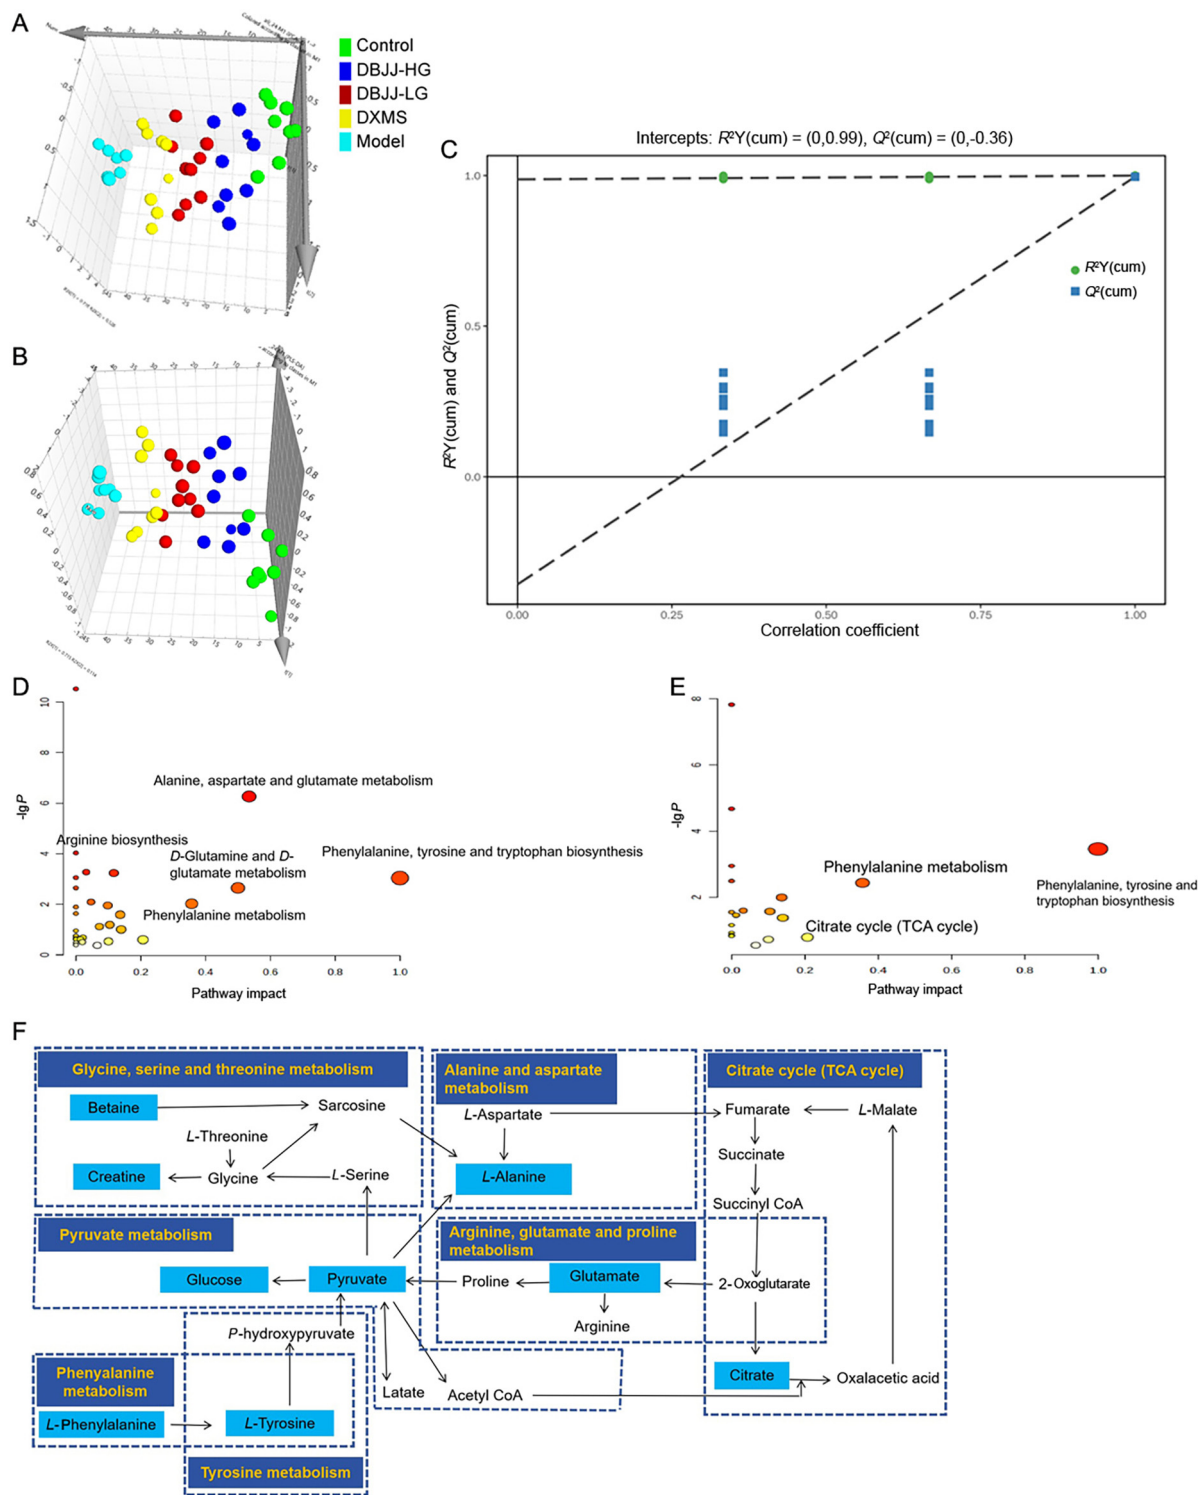 A
Control
DBJJ-HG
DBJJ-LG
DXMS
Model
B
C
Intercepts: R²Y(cum) = (0,0.99), Q²(cum) = (0,-0.36)
R²Y(cum) and Q²(cum)
1.0
0.5
0.0
R²Y(cum)
Q²(cum)
0.00 0.25 0.50 0.75 1.00
Correlation coefficient
D
-lgP
10
8
6
4
2
0
Alanine, aspartate and glutamate metabolism
Arginine biosynthesis
D-Glutamine and D-
glutamate metabolism
Phenylalanine, tyrosine and tryptophan biosynthesis
Phenylalanine metabolism
0.0 0.2 0.4 0.6 0.8 1.0
Pathway impact
E
-lgP
8
6
4
2
Phenylalanine metabolism
Phenylalanine, tyrosine and
tryptophan biosynthesis
Citrate cycle (TCA cycle)
0.0 0.2 0.4 0.6 0.8 1.0
Pathway impact
F
Glycine, serine and threonine metabolism
Betaine
Sarcosine
L-Threonine
Creatine
Glycine
L-Serine
Alanine and aspartate
metabolism
L-Aspartate
L-Alanine
Citrate cycle (TCA cycle)
Fumarate
L-Malate
Succinate
Succinyl CoA
Pyruvate metabolism
Glucose
Pyruvate
Arginine, glutamate and proline
metabolism
Proline
Glutamate
2-Oxoglutarate
Arginine
P-hydroxypyruvate
Phenyalanine
metabolism
L-Phenylalanine
L-Tyrosine
Tyrosine metabolism
Latate
Acetyl CoA
Citrate
Oxalacetic acid